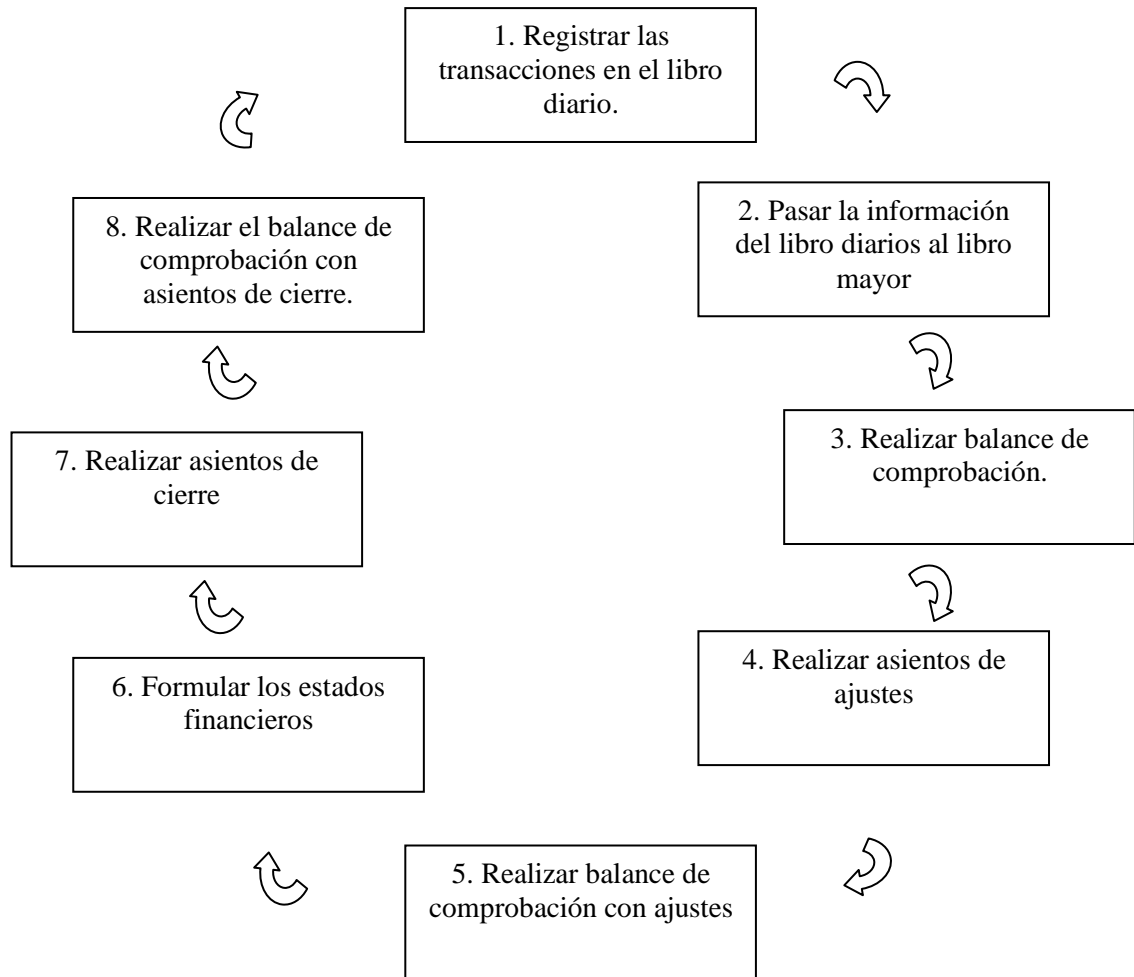 1. Registrar las
transacciones en el libro
diario.
2. Pasar la información
del libro diarios al libro
mayor
3. Realizar balance de
comprobación.
4. Realizar asientos de
ajustes
5. Realizar balance de
comprobación con ajustes
6. Formular los estados
financieros
7. Realizar asientos de
cierre
8. Realizar el balance de
comprobación con
asientos de cierre.